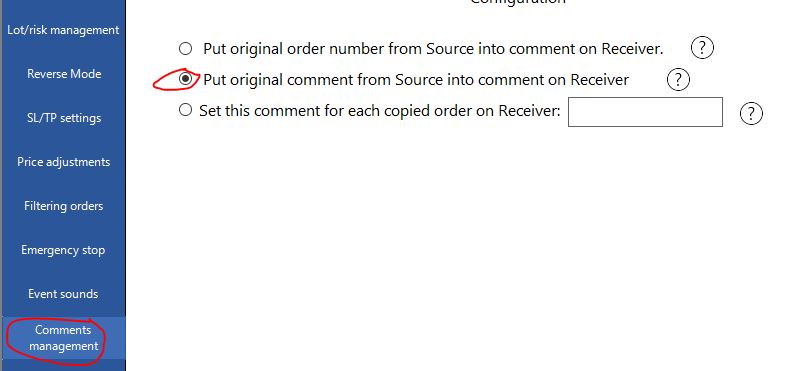 Configuration
Lot/risk management
Reverse Mode
SL/TP settings
Price adjustments
Filtering orders
Emergency stop
Event sounds
Comments
management
Put original order number from Source into comment on Receiver. ?
Put original comment from Source into comment on Receiver ?
Set this comment for each copied order on Receiver: ?